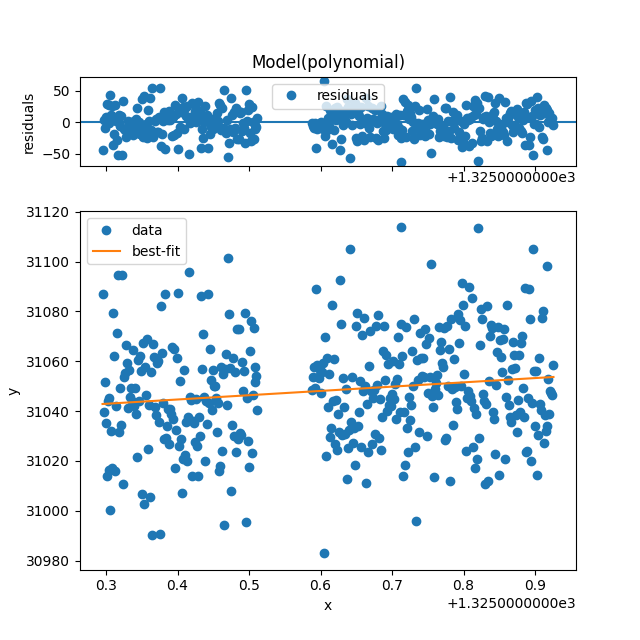 Model(polynomial)
residuals
50
0
−50
residuals
+1.3250000000e3
y
31120
31100
31080
31060
31040
31020
31000
30980
data
best-fit
0.3 0.4 0.5 0.6 0.7 0.8 0.9
x
+1.3250000000e3